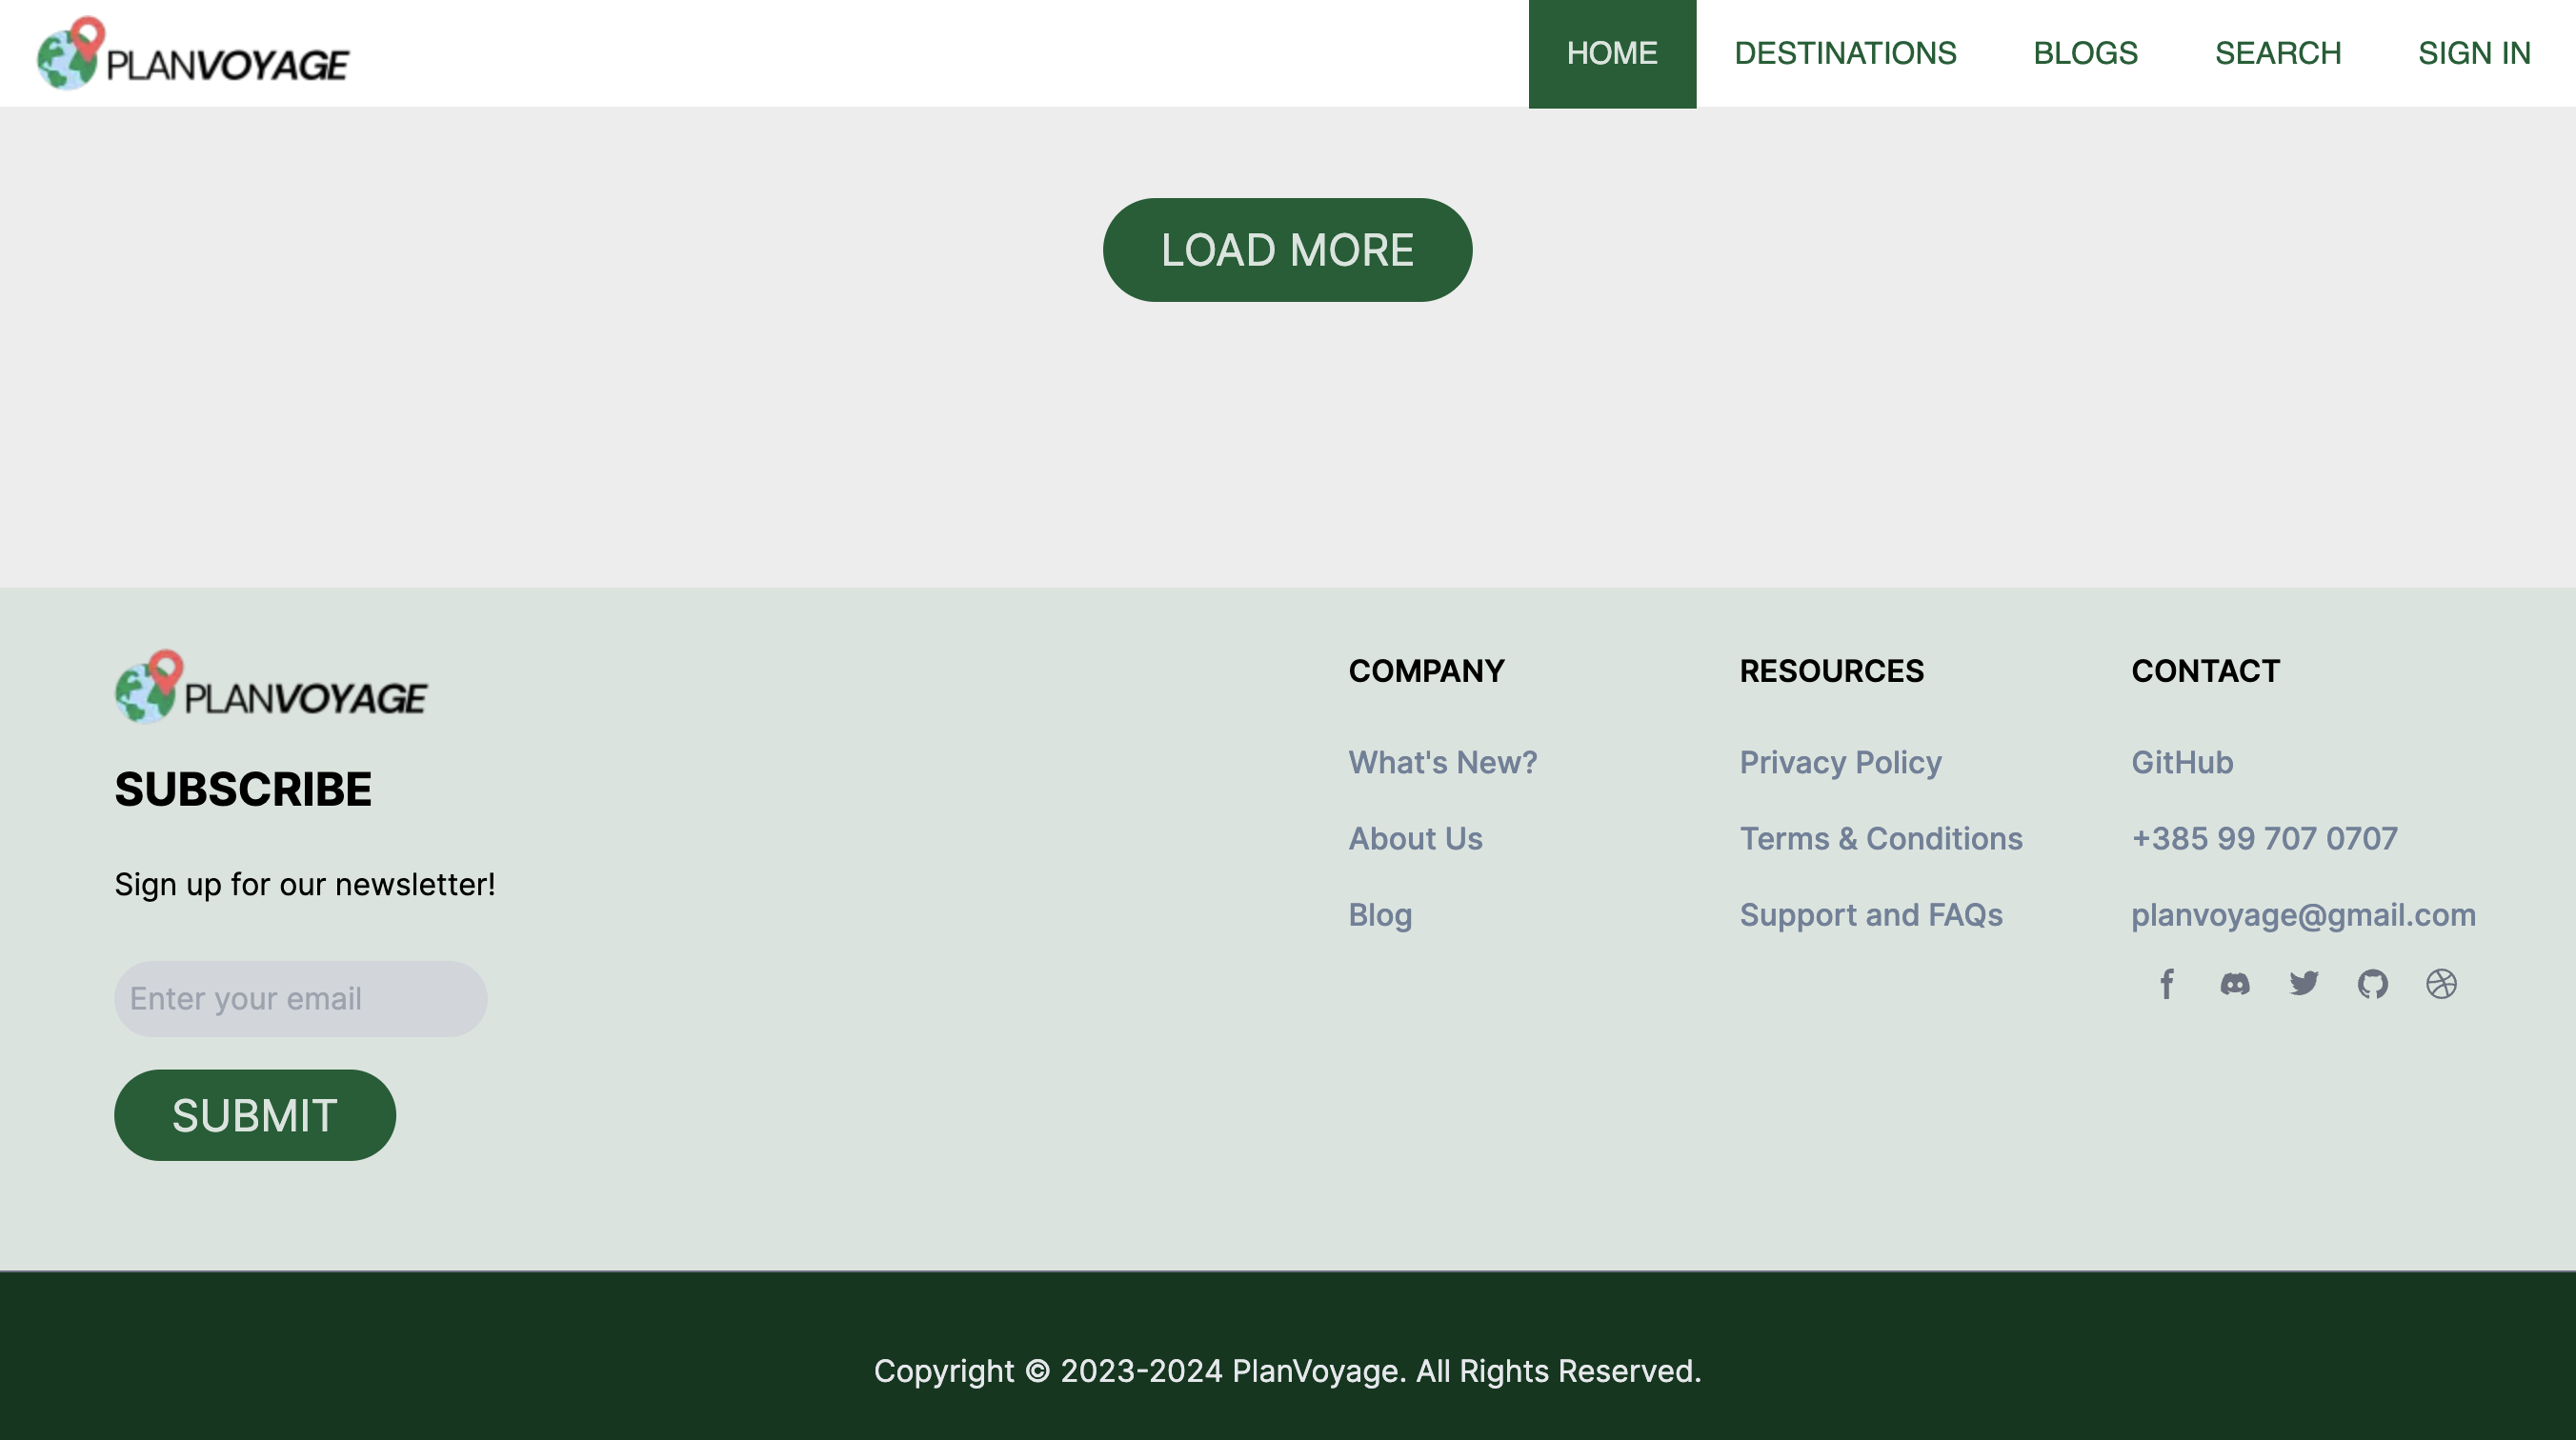 PLANVOYAGE
HOME DESTINATIONS BLOGS SEARCH SIGN IN
LOAD MORE
PLANVOYAGE
SUBSCRIBE
Sign up for our newsletter!
Enter your email
SUBMIT
COMPANY
What's New?
About Us
Blog
RESOURCES
Privacy Policy
Terms & Conditions
Support and FAQs
CONTACT
GitHub
+385 99 707 0707
planvoyage@gmail.com
Copyright © 2023-2024 PlanVoyage. All Rights Reserved.